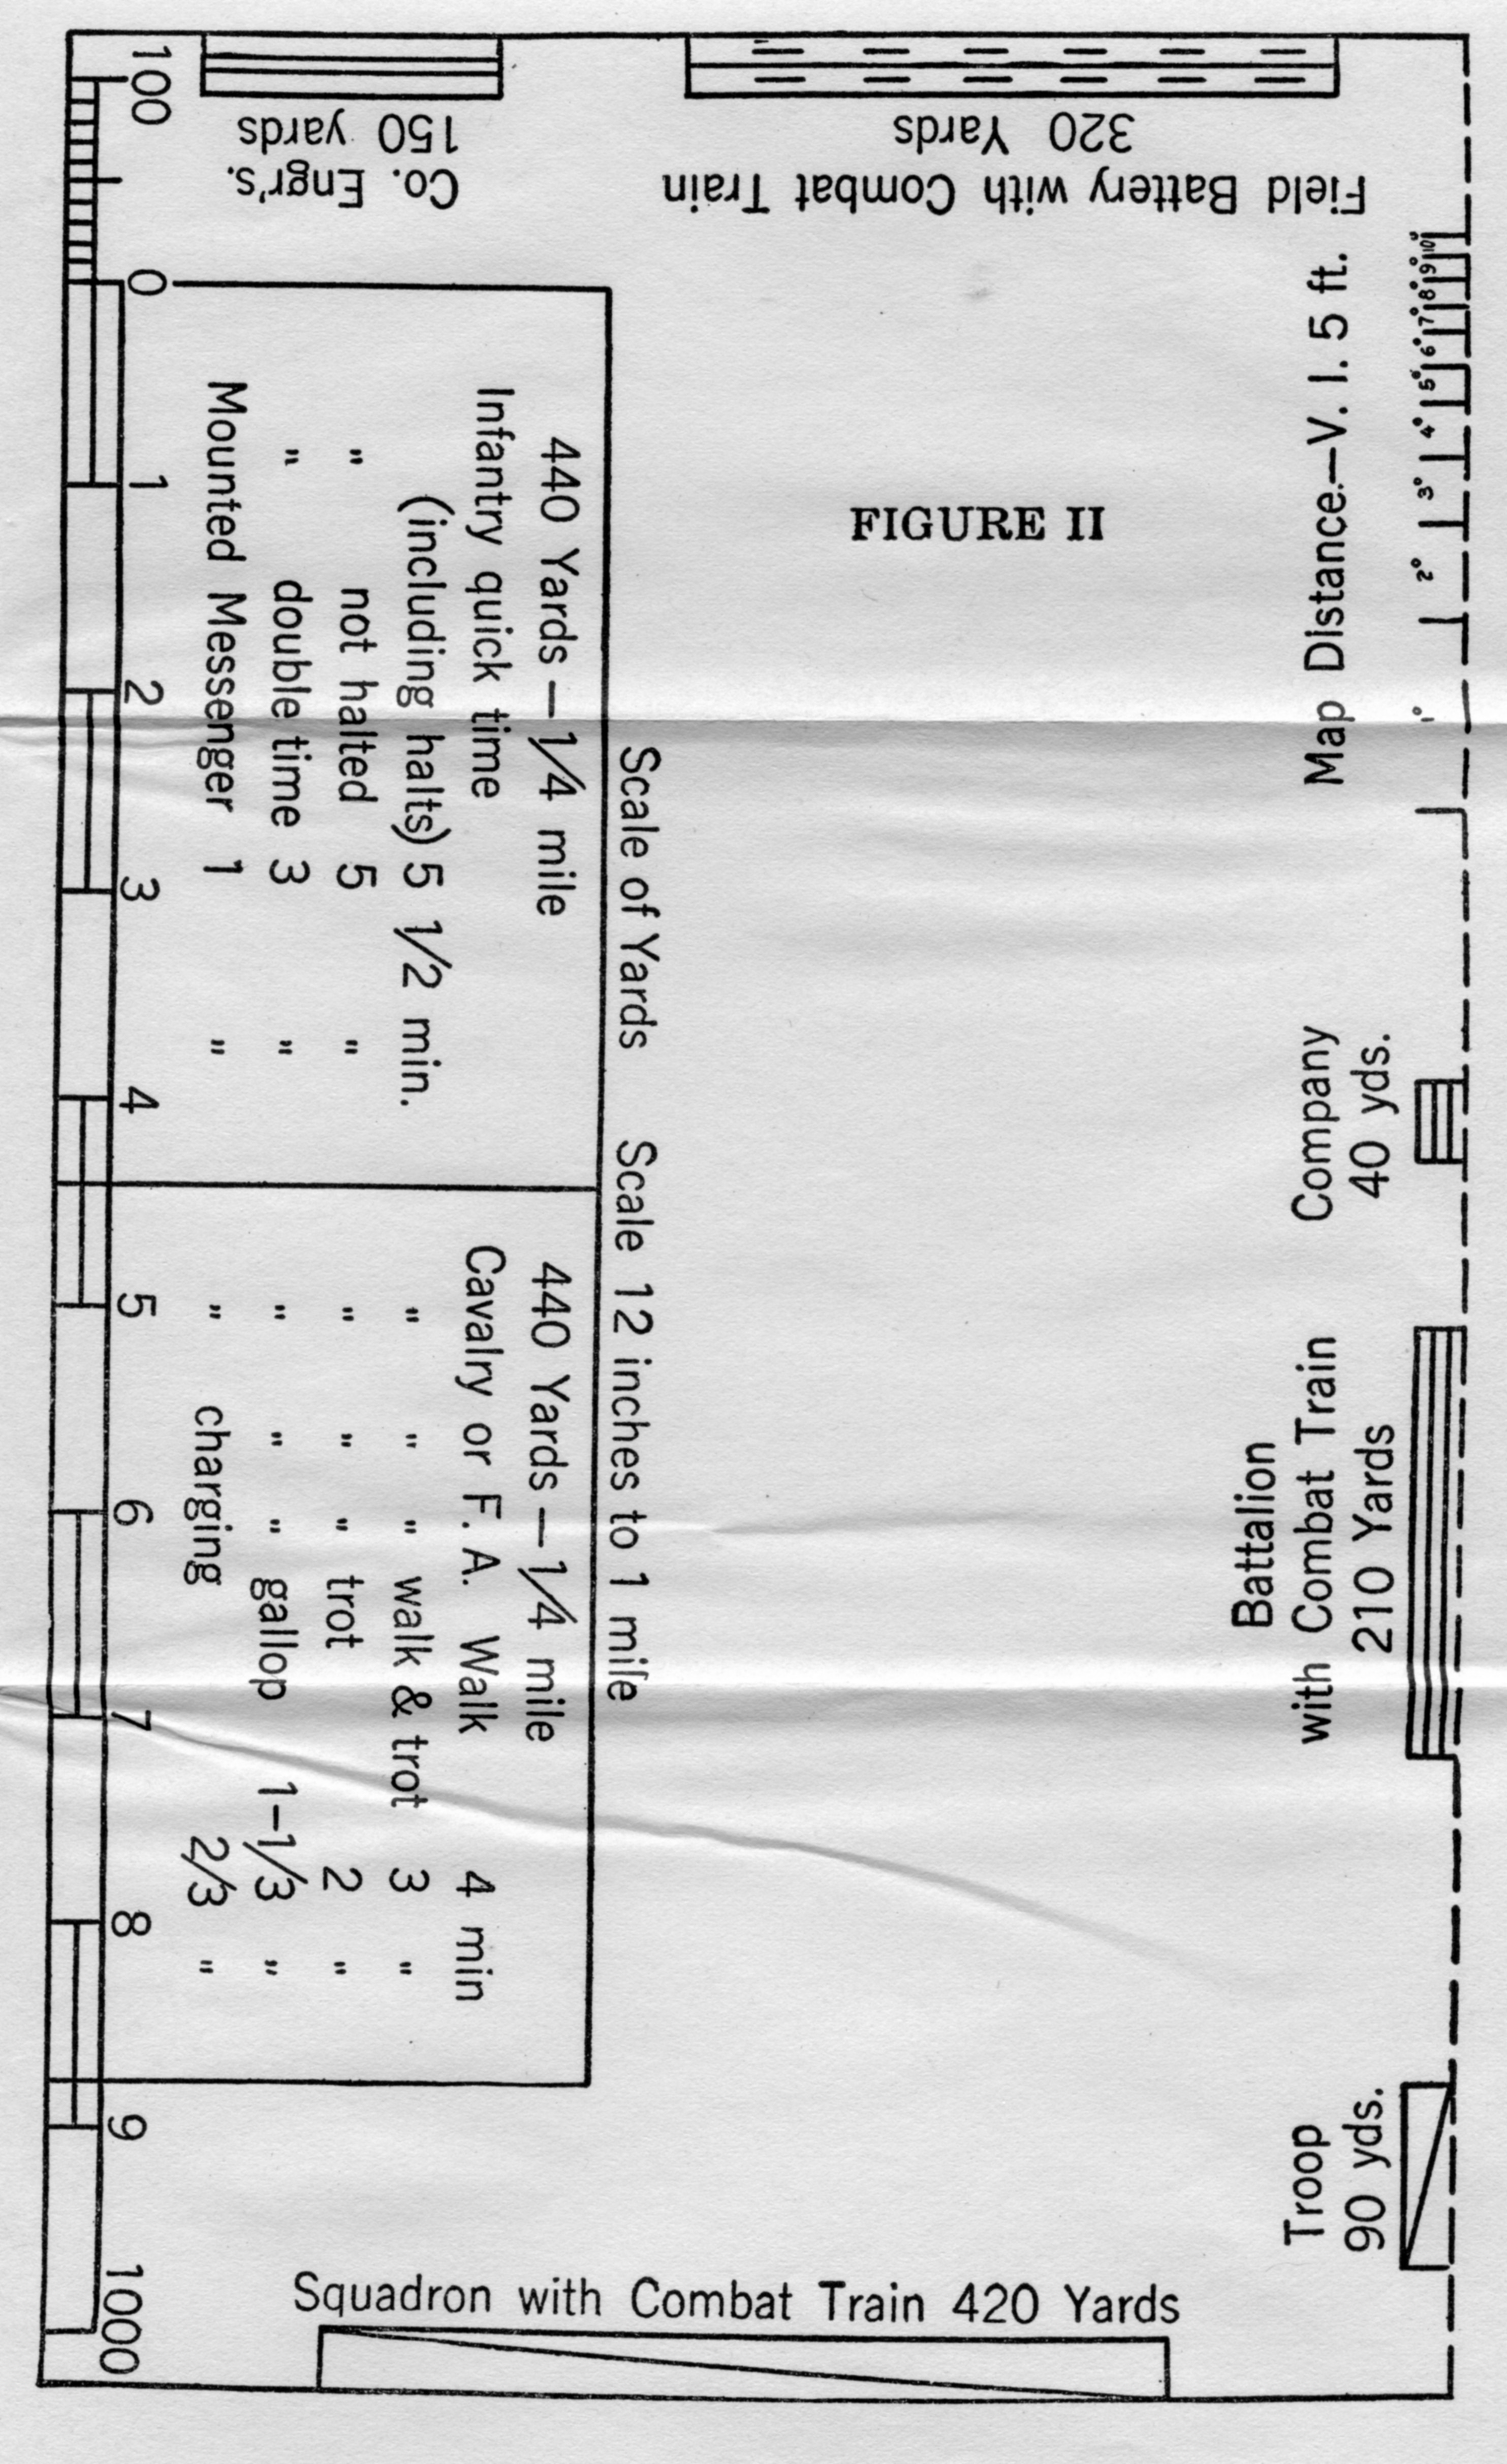 Co. Engr's.
150 yards
Field Battery with Combat Train
320 Yards
FIGURE II
Map Distance.—V. I. 5 ft.
1° 2° 3° 4° 5° 6° 7° 8° 9° 10°
Company
40 yds.
Battalion
with Combat Train
210 Yards
Troop
90 yds.
Squadron with Combat Train 420 Yards
Scale of Yards Scale 12 inches to 1 mile
440 Yards — 1/4 mile
Infantry quick time
(including halts) 5 1/2 min.
" not halted 5 "
" double time 3 "
Mounted Messenger 1 "
440 Yards — 1/4 mile
Cavalry or F. A. Walk 4 min
" " " walk & trot 3 "
" " " trot 2 "
" " " gallop 1-1/3 "
" charging 2/3 "
100 0 1 2 3 4 5 6 7 8 9 1000